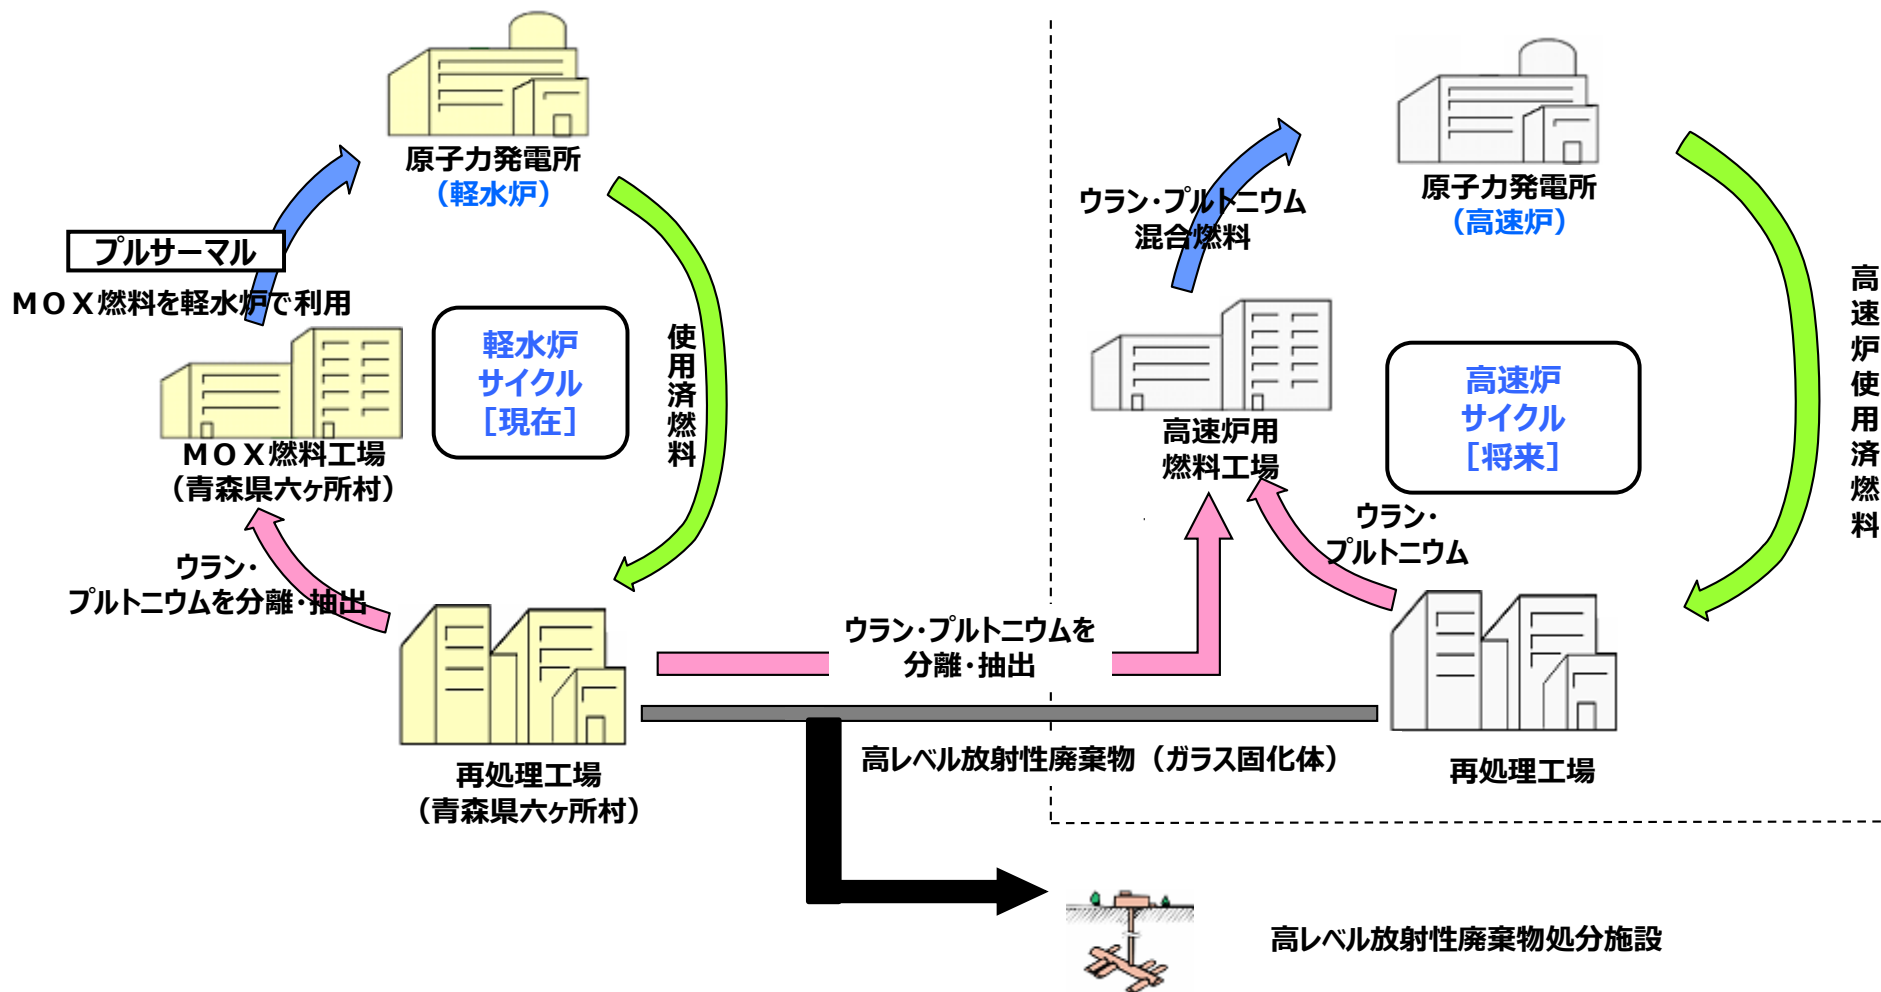 原子力発電所
（軽水炉）
プルサーマル
ＭＯＸ燃料を軽水炉で利用
軽水炉
サイクル
［現在］
使用済燃料
ＭＯＸ燃料工場
（青森県六ヶ所村）
ウラン・
プルトニウムを分離・抽出
再処理工場
（青森県六ヶ所村）
ウラン・プルトニウムを
分離・抽出
高レベル放射性廃棄物（ガラス固化体）
原子力発電所
（高速炉）
ウラン・プルトニウム
混合燃料
高速炉用
燃料工場
高速炉
サイクル
［将来］
高速炉使用済燃料
ウラン・
プルトニウム
再処理工場
高レベル放射性廃棄物処分施設